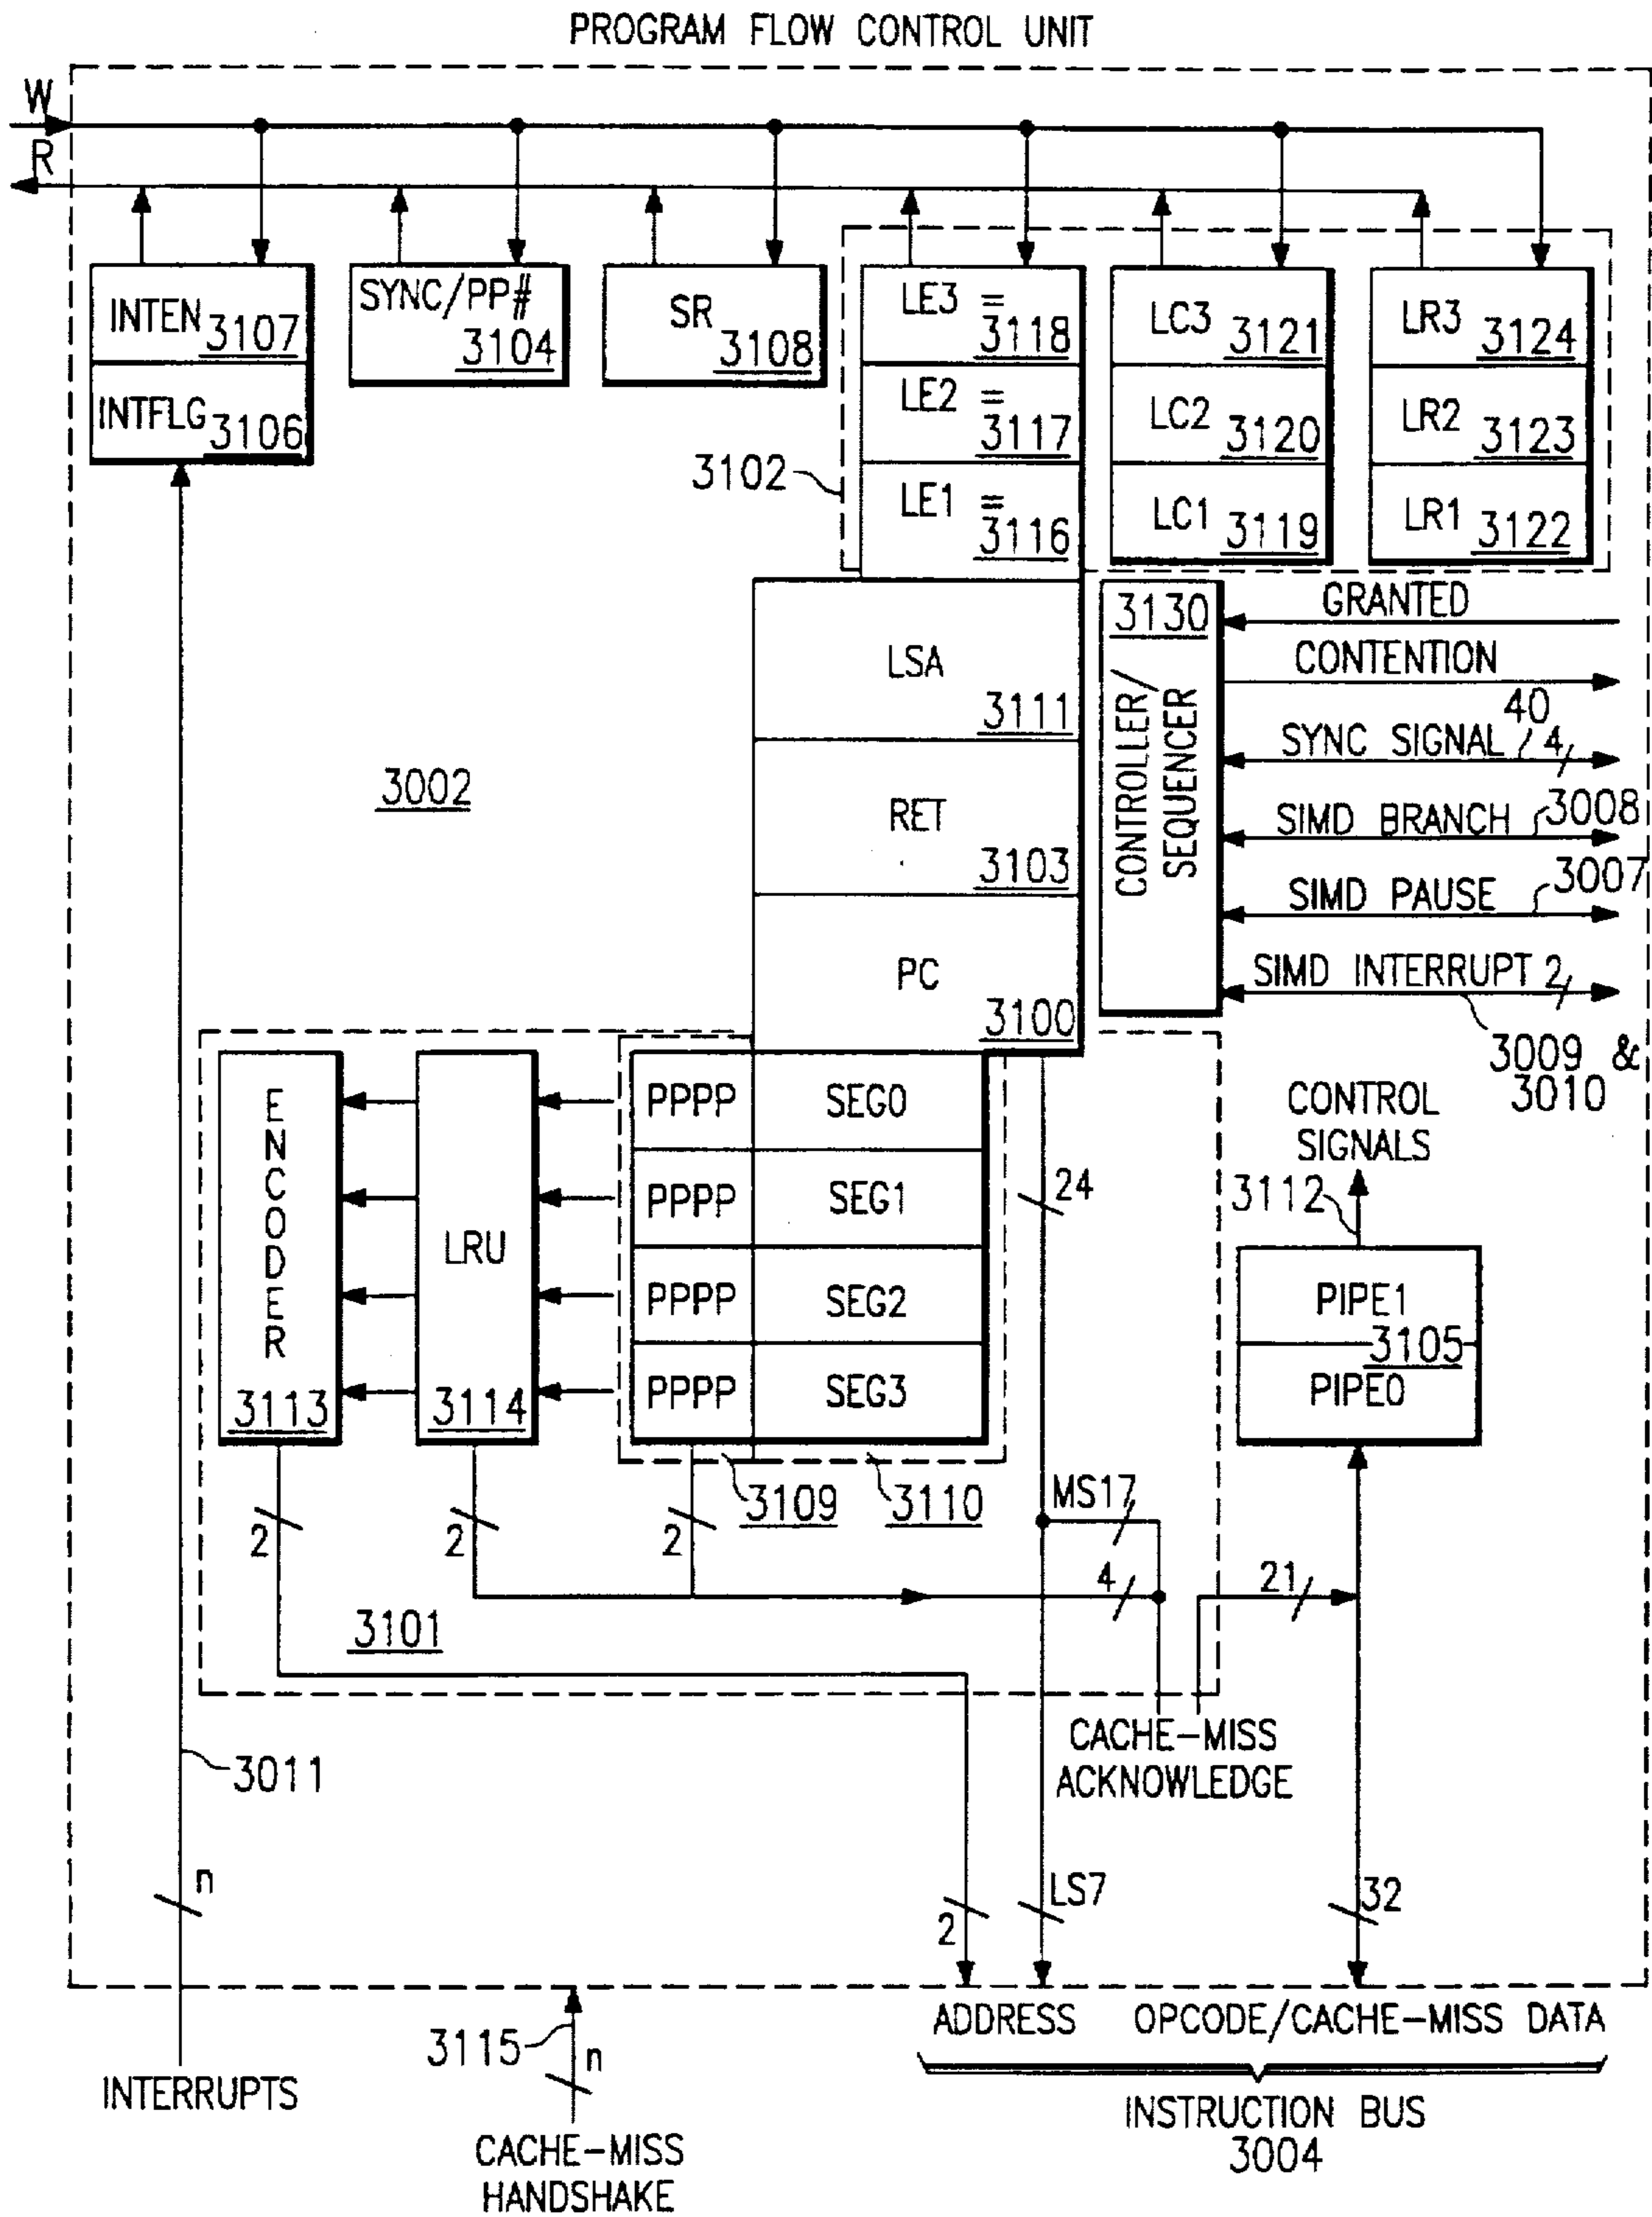 PROGRAM FLOW CONTROL UNIT
W
R
INTEN 3107
INTFLG 3106
SYNC/PP#
3104
SR
3108
LE3 =
3118
LE2 =
3117
LE1 =
3116
LC3 3121
LC2 3120
LC1 3119
LR3 3124
LR2 3123
LR1 3122
3102
LSA
3111
RET
3103
PC
3100
3130
CONTROLLER/
SEQUENCER
GRANTED
CONTENTION
40
SYNC SIGNAL 4
SIMD BRANCH 3008
SIMD PAUSE 3007
SIMD INTERRUPT 2
3009 &
3010
3002
ENCODER
3113
LRU
3114
PPPP SEG0
PPPP SEG1
PPPP SEG2
PPPP SEG3
3109
3110
24
CONTROL
SIGNALS
3112
PIPE1
3105
PIPE0
2
2
2
MS17
4
21
3101
CACHE-MISS
ACKNOWLEDGE
3011
n
2
LS7
32
ADDRESS
OPCODE/CACHE-MISS DATA
3115
n
INTERRUPTS
CACHE-MISS
HANDSHAKE
INSTRUCTION BUS
3004